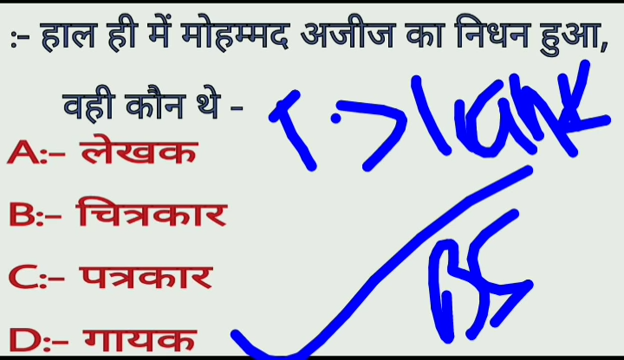 :- हाल ही में मोहम्मद अजीज का निधन हुआ,
वही कौन थे -
A:- लेखक
B:- चित्रकार
C:- पत्रकार
D:- गायक